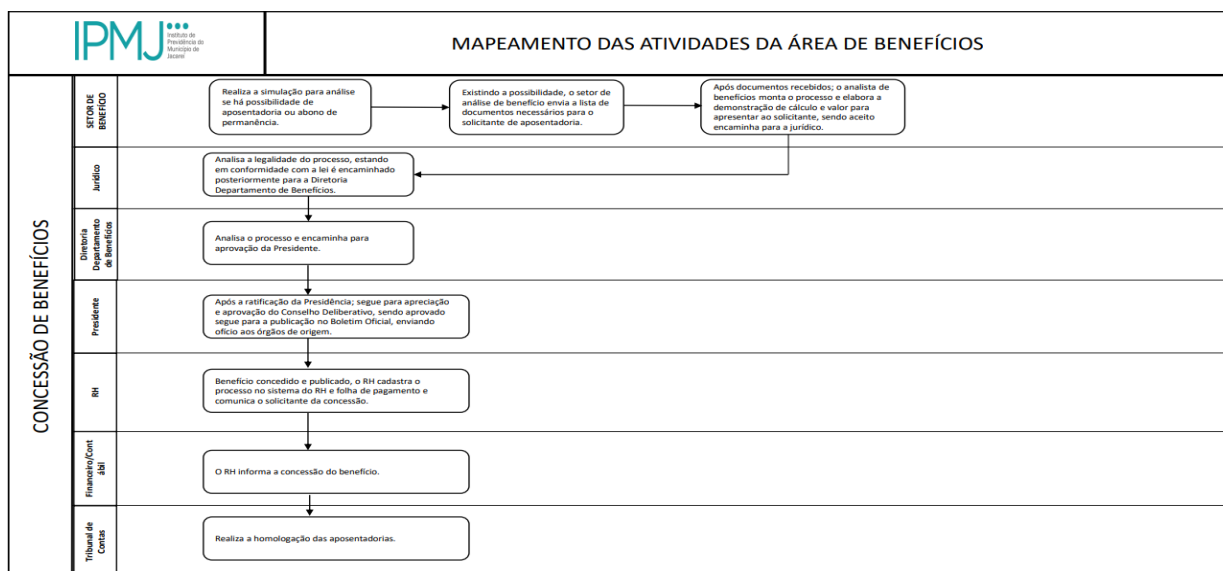 IPMJ
Instituto de
Previdência do
Município de
Jacareí
MAPEAMENTO DAS ATIVIDADES DA ÁREA DE BENEFÍCIOS
CONCESSÃO DE BENEFÍCIOS
SETOR DE
BENEFÍCIO
Realiza a simulação para análise
se há possibilidade de
aposentadoria ou abono de
permanência.
Existindo a possibilidade, o setor de
análise de benefício envia a lista de
documentos necessários para o
solicitante de aposentadoria.
Após documentos recebidos; o analista de
benefícios monta o processo e elabora a
demonstração de cálculo e valor para
apresentar ao solicitante, sendo aceito
encaminha para a jurídico.
Jurídico
Analisa a legalidade do processo, estando
em conformidade com a lei é encaminhado
posteriormente para a Diretoria
Departamento de Benefícios.
Diretoria
Departamento
de Benefícios
Analisa o processo e encaminha para
aprovação da Presidente.
Presidente
Após a ratificação da Presidência; segue para apreciação
e aprovação do Conselho Deliberativo, sendo aprovado
segue para a publicação no Boletim Oficial, enviando
ofício aos órgãos de origem.
RH
Benefício concedido e publicado, o RH cadastra o
processo no sistema do RH e folha de pagamento e
comunica o solicitante da concessão.
Financeiro/Cont
ábil
O RH informa a concessão do benefício.
Tribunal de
Contas
Realiza a homologação das aposentadorias.